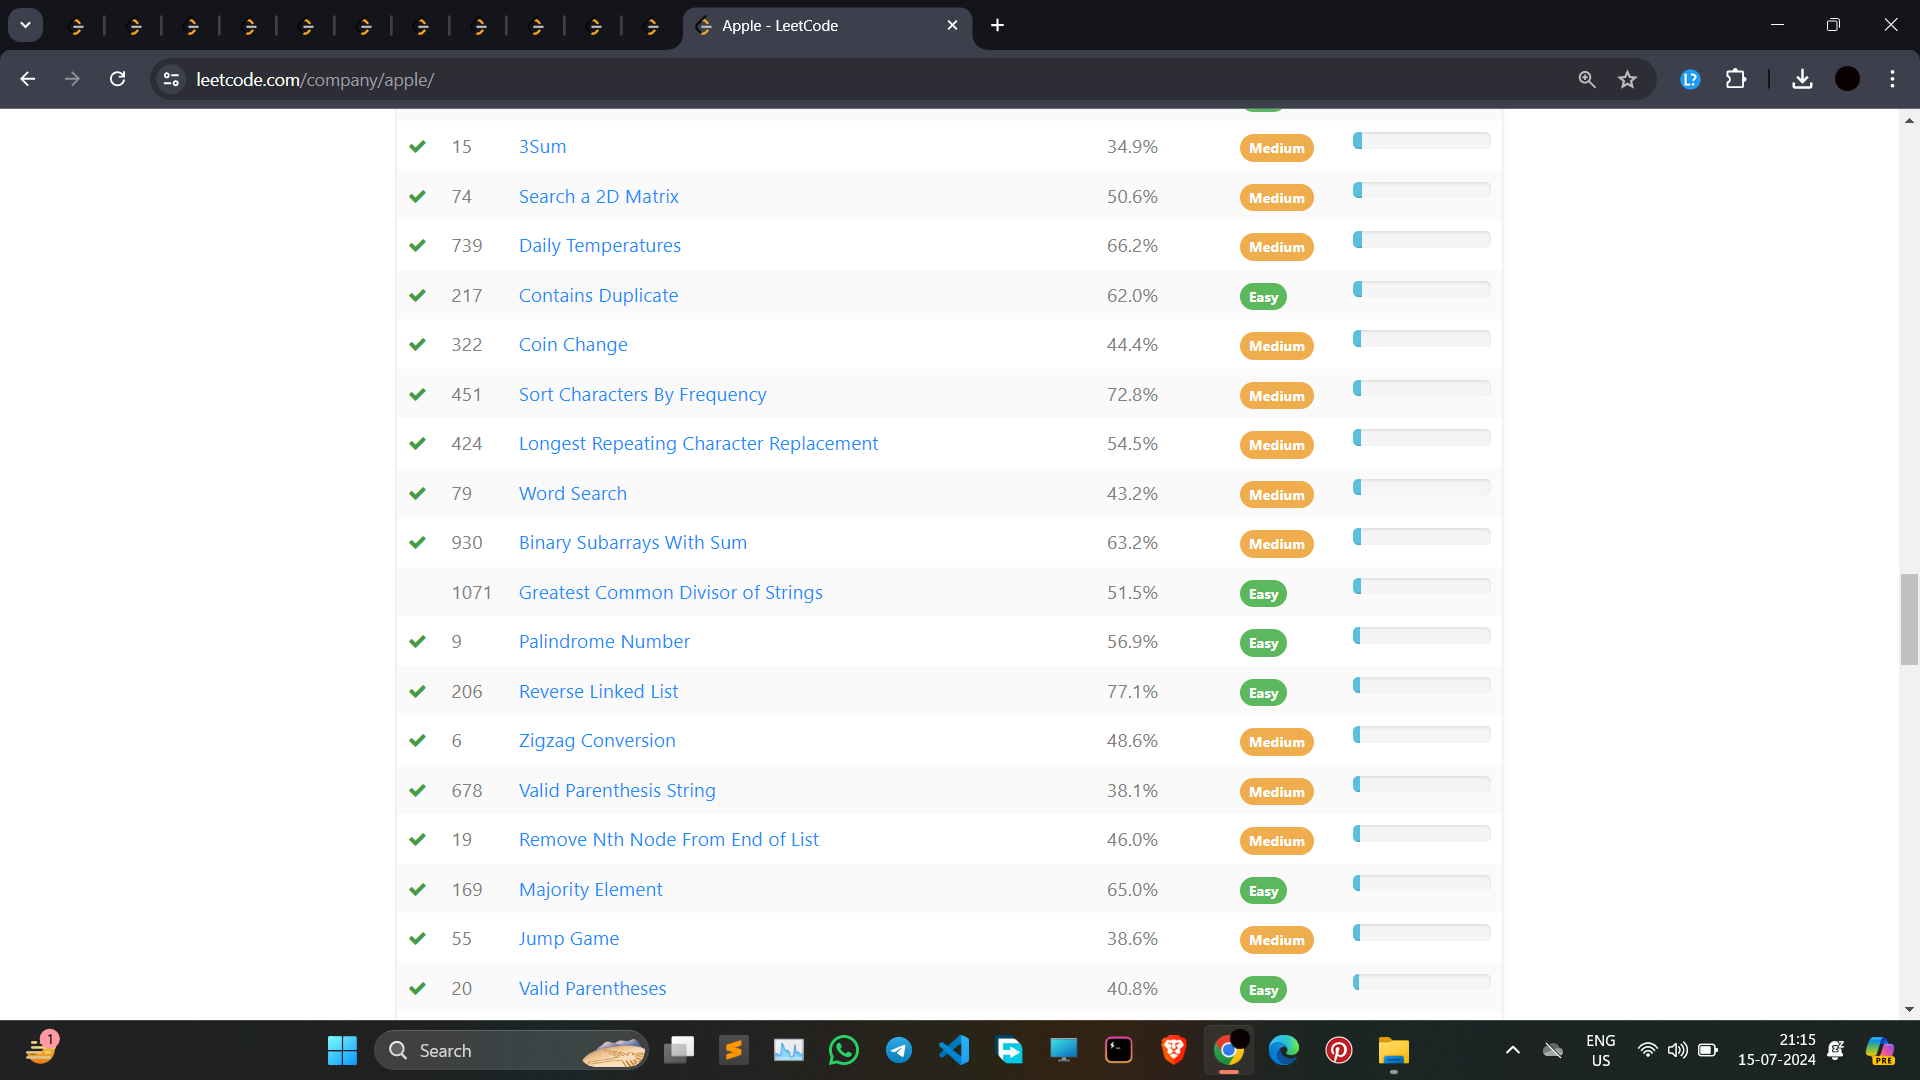 Apple - LeetCode
leetcode.com/company/apple/
L?
15 3Sum 34.9% Medium
74 Search a 2D Matrix 50.6% Medium
739 Daily Temperatures 66.2% Medium
217 Contains Duplicate 62.0% Easy
322 Coin Change 44.4% Medium
451 Sort Characters By Frequency 72.8% Medium
424 Longest Repeating Character Replacement 54.5% Medium
79 Word Search 43.2% Medium
930 Binary Subarrays With Sum 63.2% Medium
1071 Greatest Common Divisor of Strings 51.5% Easy
9 Palindrome Number 56.9% Easy
206 Reverse Linked List 77.1% Easy
6 Zigzag Conversion 48.6% Medium
678 Valid Parenthesis String 38.1% Medium
19 Remove Nth Node From End of List 46.0% Medium
169 Majority Element 65.0% Easy
55 Jump Game 38.6% Medium
20 Valid Parentheses 40.8% Easy
1
Search
ENG
US
21:15
15-07-2024
PRE